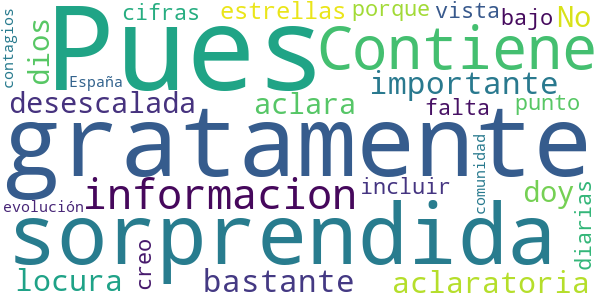 contagios
dios
Pues
cifras
estrellas
porque
vista
bajo
No
Contiene
España
importante
desescalada
aclara
falta
punto
gratamente
informacion
incluir
comunidad
doy
diarias
evolución
sorprendida
locura
creo
bastante
aclaratoria